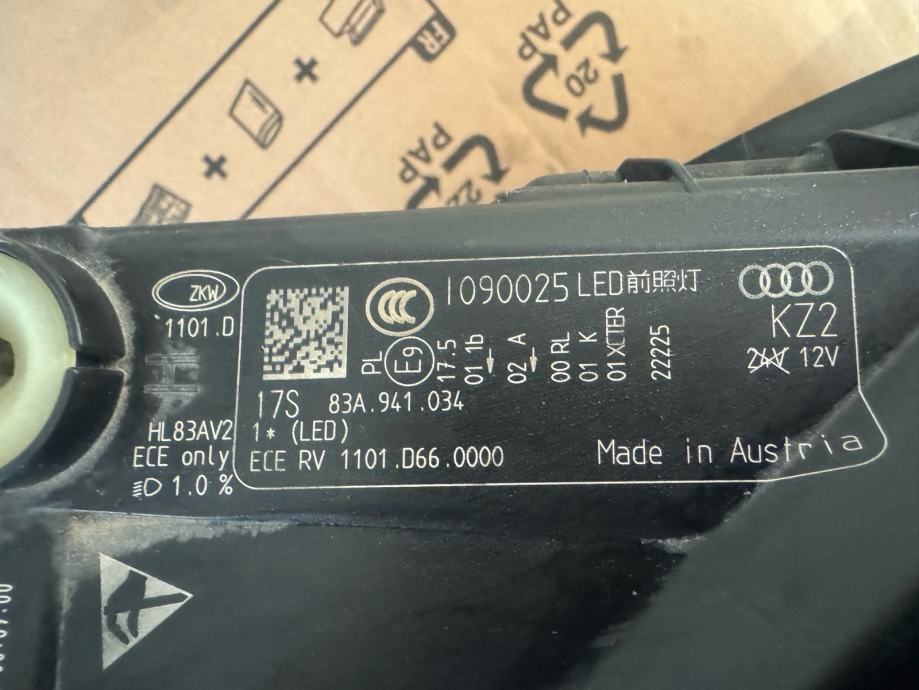 FR
20
PAP
22
PAP
ZKW
1101.D
CCC
1090025 LED前照灯
KZ2
24V 12V
PL
E9
17.5
01 1b
02 A
00 RL
01 K
01 XCTER
22225
17S 83A.941.034
1* (LED)
ECE RV 1101.D66.0000
Made in Austria
HL83AV2
ECE only
1.0 %